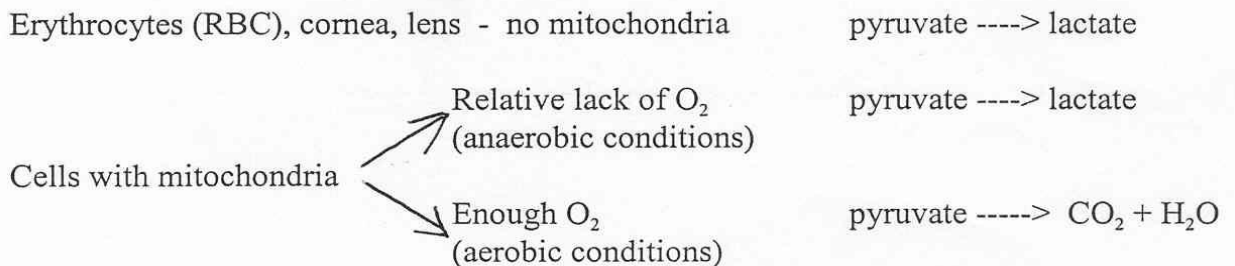 Erythrocytes (RBC), cornea, lens - no mitochondria pyruvate ----> lactate
Relative lack of O₂ pyruvate ----> lactate
(anaerobic conditions)
Cells with mitochondria
Enough O₂ pyruvate -----> CO₂ + H₂O
(aerobic conditions)